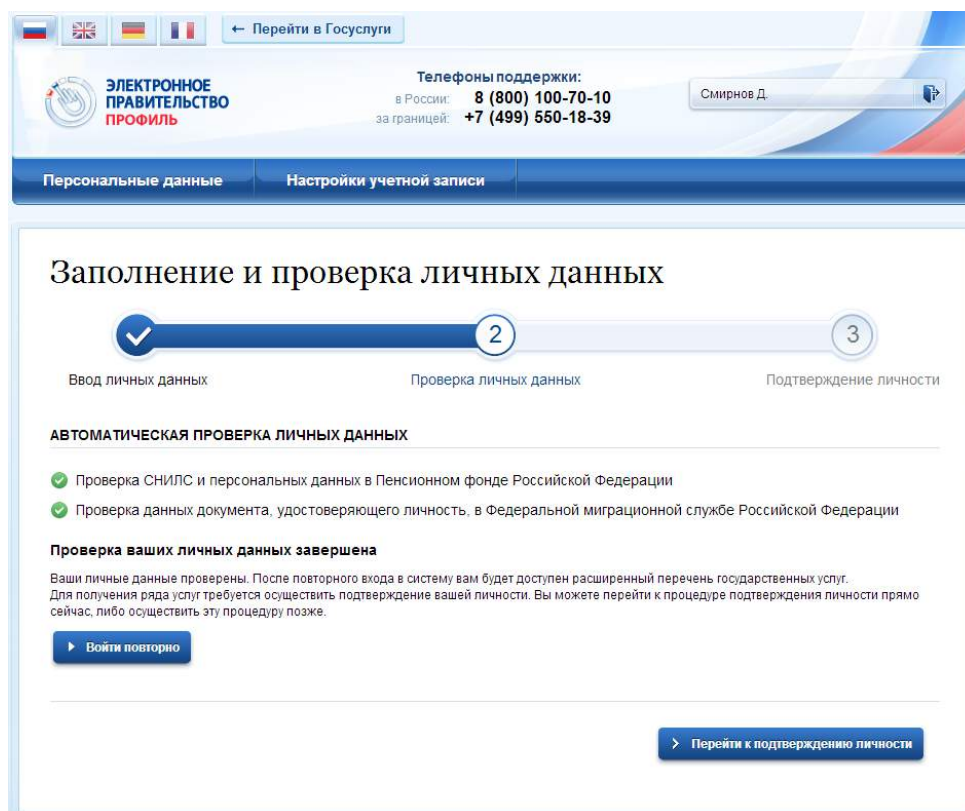 ← Перейти в Госуслуги
ЭЛЕКТРОННОЕ
ПРАВИТЕЛЬСТВО
ПРОФИЛЬ
Телефоны поддержки:
в России: 8 (800) 100-70-10
за границей: +7 (499) 550-18-39
Смирнов Д.
Персональные данные Настройки учетной записи
Заполнение и проверка личных данных
2 3
Ввод личных данных Проверка личных данных Подтверждение личности
АВТОМАТИЧЕСКАЯ ПРОВЕРКА ЛИЧНЫХ ДАННЫХ
Проверка СНИЛС и персональных данных в Пенсионном фонде Российской Федерации
Проверка данных документа, удостоверяющего личность, в Федеральной миграционной службе Российской Федерации
Проверка ваших личных данных завершена
Ваши личные данные проверены. После повторного входа в систему вам будет доступен расширенный перечень государственных услуг.
Для получения ряда услуг требуется осуществить подтверждение вашей личности. Вы можете перейти к процедуре подтверждения личности прямо
сейчас, либо осуществить эту процедуру позже.
Войти повторно
Перейти к подтверждению личности